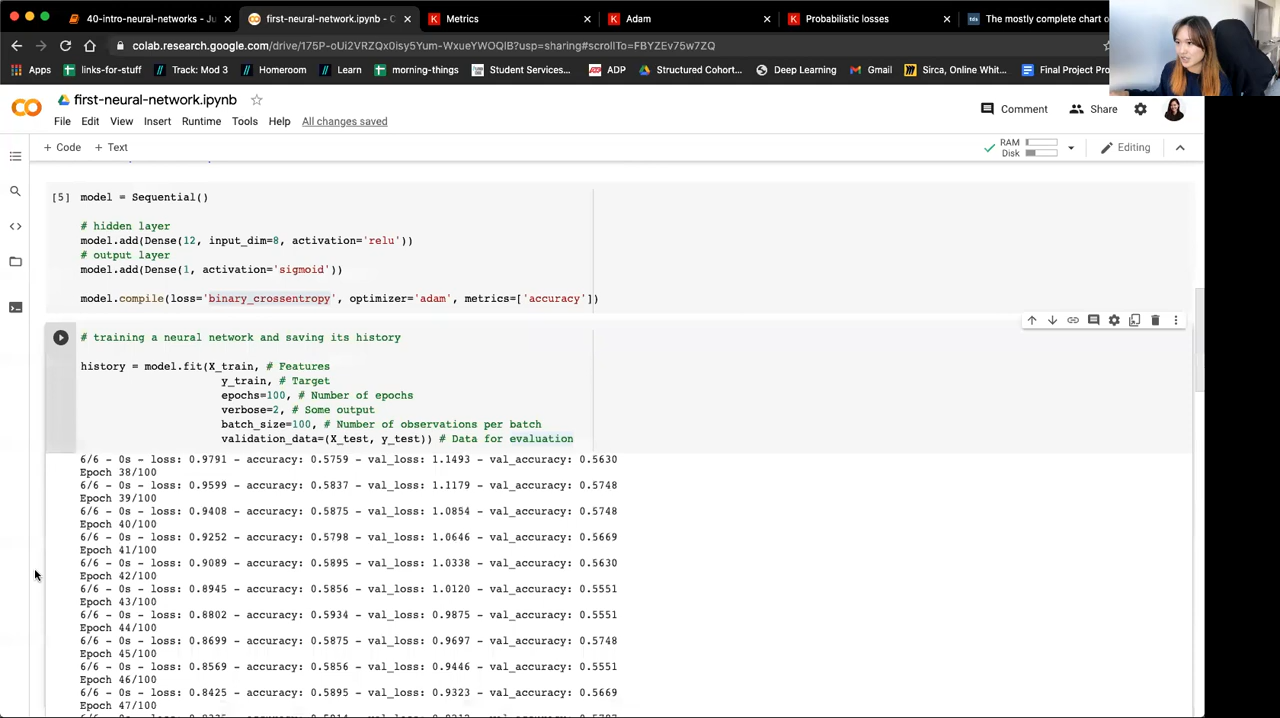 40-intro-neural-networks - Ju
first-neural-network.ipynb - C
Metrics
Adam
Probabilistic losses
The mostly complete chart o
colab.research.google.com/drive/175P-oUi2VRZQx0isy5Yum-WxueYWOQlB?usp=sharing#scrollTo=FBYZEv75w7ZQ
Apps links-for-stuff Track: Mod 3 Homeroom Learn morning-things Student Services... ADP Structured Cohort... Deep Learning Gmail Sirca, Online Whit... Final Project Pro
CO first-neural-network.ipynb
Comment Share
File Edit View Insert Runtime Tools Help All changes saved
+ Code + Text
RAM
Disk
Editing
[5] model = Sequential()
# hidden layer
model.add(Dense(12, input_dim=8, activation='relu'))
# output layer
model.add(Dense(1, activation='sigmoid'))
model.compile(loss='binary_crossentropy', optimizer='adam', metrics=['accuracy'])
# training a neural network and saving its history
history = model.fit(X_train, # Features
y_train, # Target
epochs=100, # Number of epochs
verbose=2, # Some output
batch_size=100, # Number of observations per batch
validation_data=(X_test, y_test)) # Data for evaluation
6/6 - 0s - loss: 0.9791 - accuracy: 0.5759 - val_loss: 1.1493 - val_accuracy: 0.5630
Epoch 38/100
6/6 - 0s - loss: 0.9599 - accuracy: 0.5837 - val_loss: 1.1179 - val_accuracy: 0.5748
Epoch 39/100
6/6 - 0s - loss: 0.9408 - accuracy: 0.5875 - val_loss: 1.0854 - val_accuracy: 0.5748
Epoch 40/100
6/6 - 0s - loss: 0.9252 - accuracy: 0.5798 - val_loss: 1.0646 - val_accuracy: 0.5669
Epoch 41/100
6/6 - 0s - loss: 0.9089 - accuracy: 0.5895 - val_loss: 1.0338 - val_accuracy: 0.5630
Epoch 42/100
6/6 - 0s - loss: 0.8945 - accuracy: 0.5856 - val_loss: 1.0120 - val_accuracy: 0.5551
Epoch 43/100
6/6 - 0s - loss: 0.8802 - accuracy: 0.5934 - val_loss: 0.9875 - val_accuracy: 0.5551
Epoch 44/100
6/6 - 0s - loss: 0.8699 - accuracy: 0.5875 - val_loss: 0.9697 - val_accuracy: 0.5748
Epoch 45/100
6/6 - 0s - loss: 0.8569 - accuracy: 0.5856 - val_loss: 0.9446 - val_accuracy: 0.5551
Epoch 46/100
6/6 - 0s - loss: 0.8425 - accuracy: 0.5895 - val_loss: 0.9323 - val_accuracy: 0.5669
Epoch 47/100